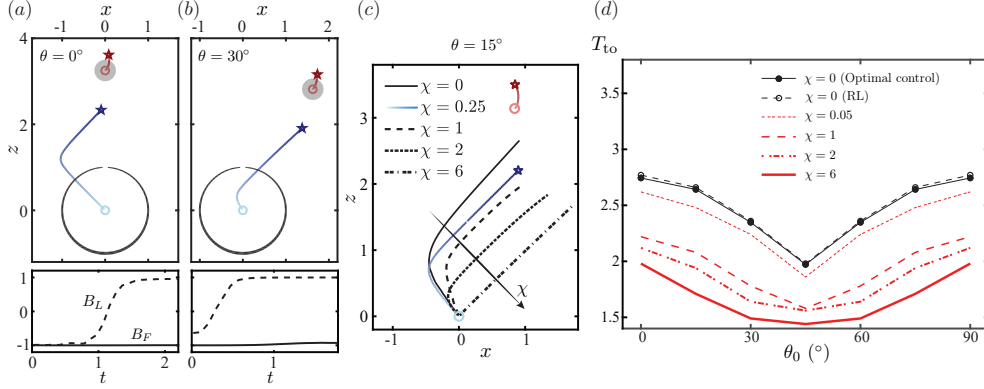 (a)
x
-1 0 1
θ = 0°
4
2
z
0
1
0
-1
B_L
B_F
0 1 2
t
(b)
x
-1 0 1 2
θ = 30°
0 1 2
t
(c)
θ = 15°
χ = 0
χ = 0.25
χ = 1
χ = 2
χ = 6
3
2
z
1
0
χ
-1 0 1
x
(d)
T_to
χ = 0 (Optimal control)
χ = 0 (RL)
χ = 0.05
χ = 1
χ = 2
χ = 6
3.5
3
2.5
2
1.5
0 30 60 90
θ_0 (°)